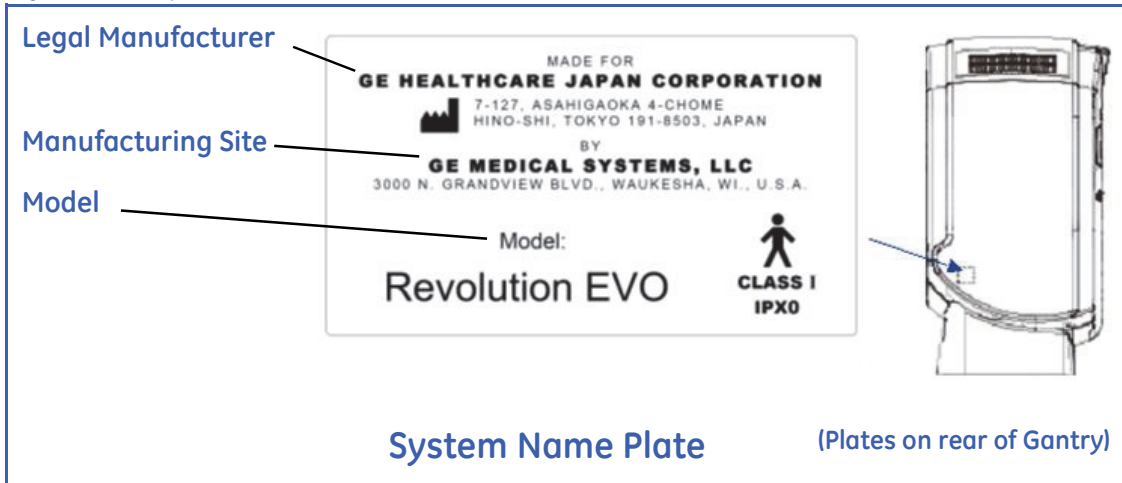 Legal Manufacturer
MADE FOR
GE HEALTHCARE JAPAN CORPORATION
7-127, ASAHIGAOKA 4-CHOME
HINO-SHI, TOKYO 191-8503, JAPAN
Manufacturing Site
BY
GE MEDICAL SYSTEMS, LLC
3000 N. GRANDVIEW BLVD., WAUKESHA, WI., U.S.A.
Model
Model:
Revolution EVO
CLASS I
IPX0
System Name Plate
(Plates on rear of Gantry)